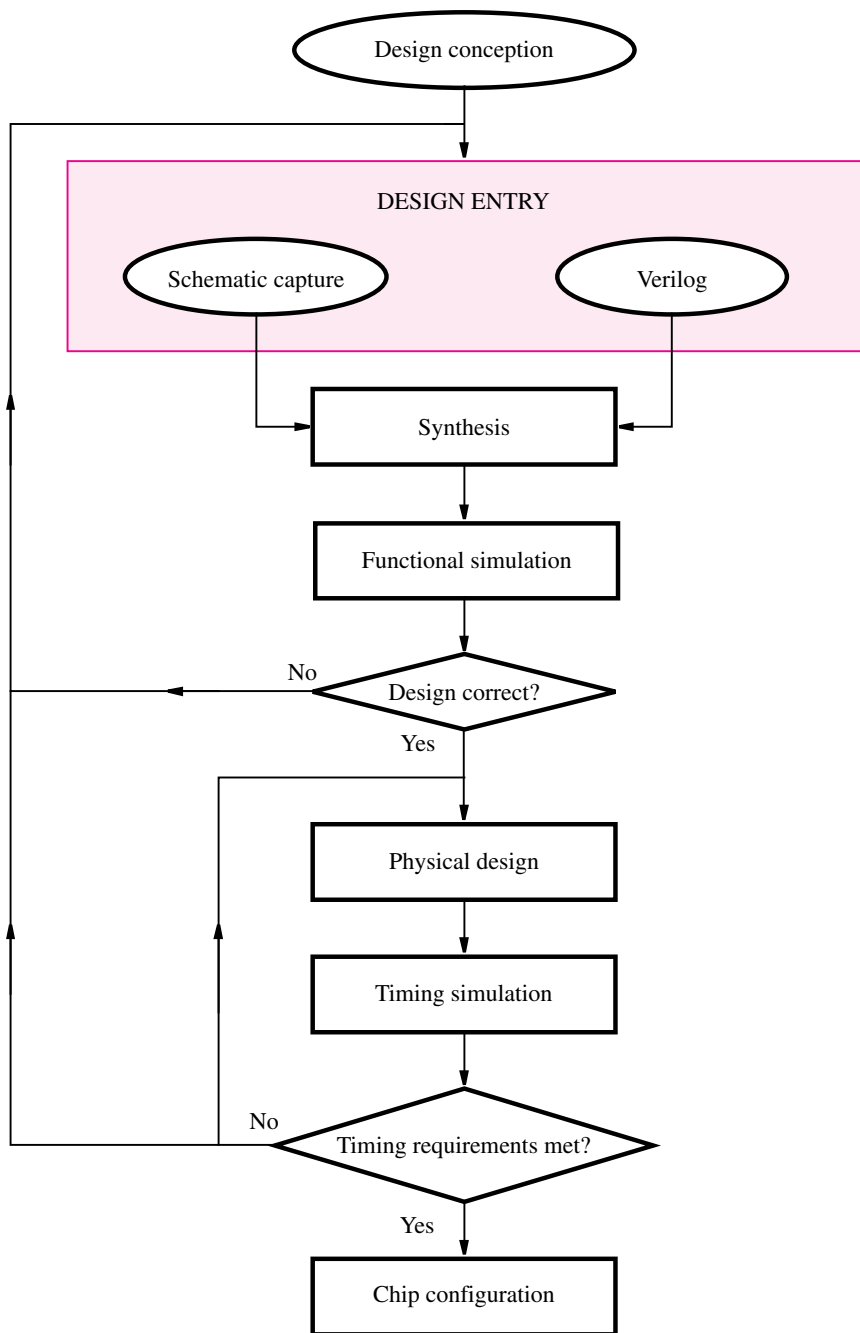 Design conception
DESIGN ENTRY
Schematic capture
Verilog
Synthesis
Functional simulation
No
Design correct?
Yes
Physical design
Timing simulation
No
Timing requirements met?
Yes
Chip configuration